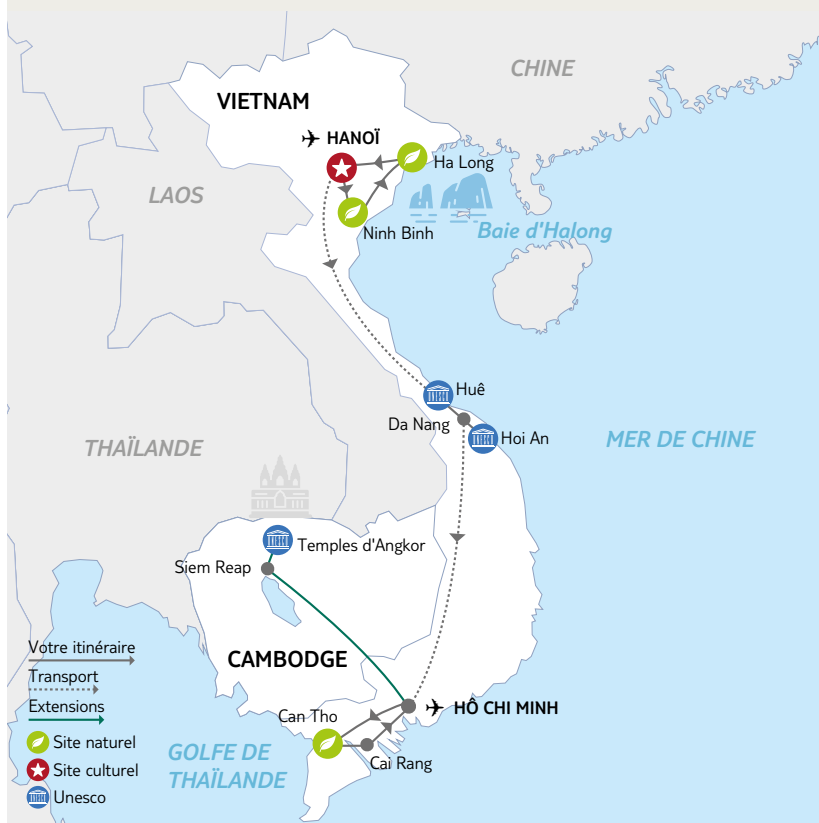 CHINE
VIETNAM
HANOÏ
Ha Long
LAOS
Ninh Binh
Baie d'Halong
Huê
Da Nang
Hoi An
MER DE CHINE
THAÏLANDE
Temples d'Angkor
Siem Reap
CAMBODGE
Votre itinéraire
Transport
Extensions
Site naturel
Site culturel
Unesco
Can Tho
HÔ CHI MINH
Cai Rang
GOLFE DE
THAÏLANDE